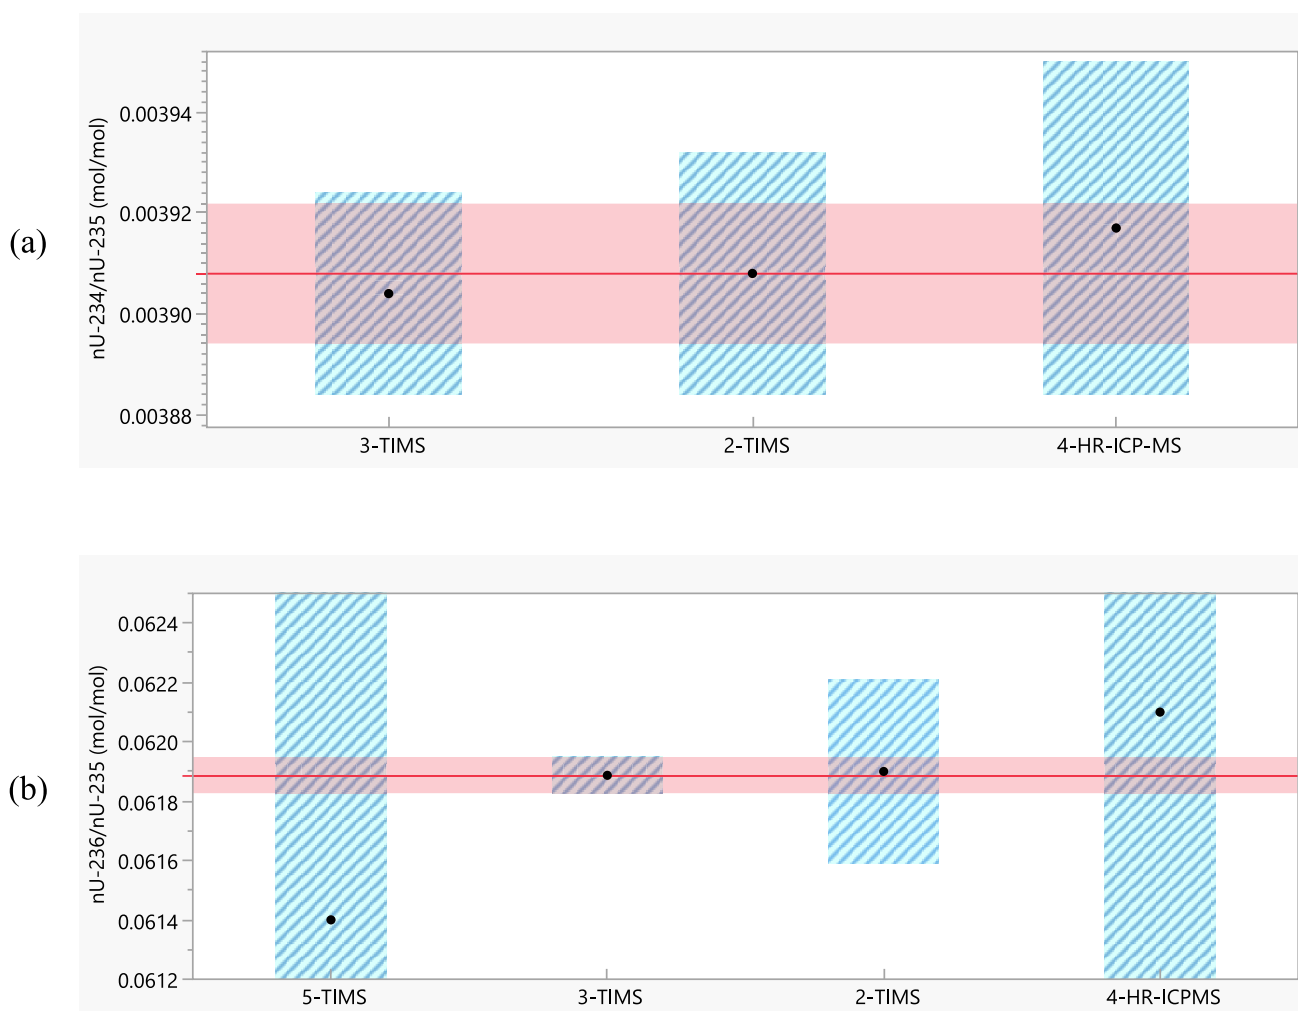 (a)
nU-234/nU-235 (mol/mol)
0.00394
0.00392
0.00390
0.00388
3-TIMS 2-TIMS 4-HR-ICP-MS
(b)
nU-236/nU-235 (mol/mol)
0.0624
0.0622
0.0620
0.0618
0.0616
0.0614
0.0612
5-TIMS 3-TIMS 2-TIMS 4-HR-ICPMS